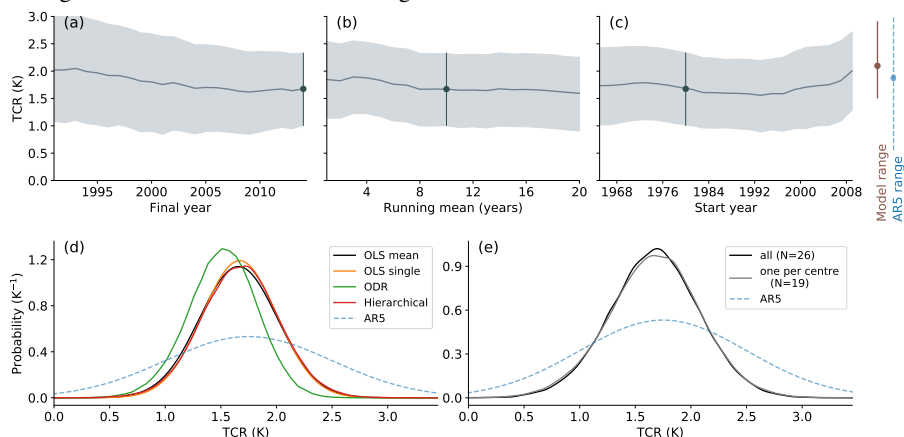 (a)
(b)
(c)
3.0
2.5
2.0
1.5
1.0
0.5
0.0
TCR (K)
1995 2000 2005 2010
Final year
4 8 12 16 20
Running mean (years)
1968 1976 1984 1992 2000 2008
Start year
Model range
AR5 range
(d)
OLS mean
OLS single
ODR
Hierarchical
AR5
1.2
0.8
0.4
0.0
Probability (K⁻¹)
0.0 0.5 1.0 1.5 2.0 2.5 3.0
TCR (K)
(e)
all (N=26)
one per centre
(N=19)
AR5
0.9
0.6
0.3
0.0
0.0 0.5 1.0 1.5 2.0 2.5 3.0
TCR (K)